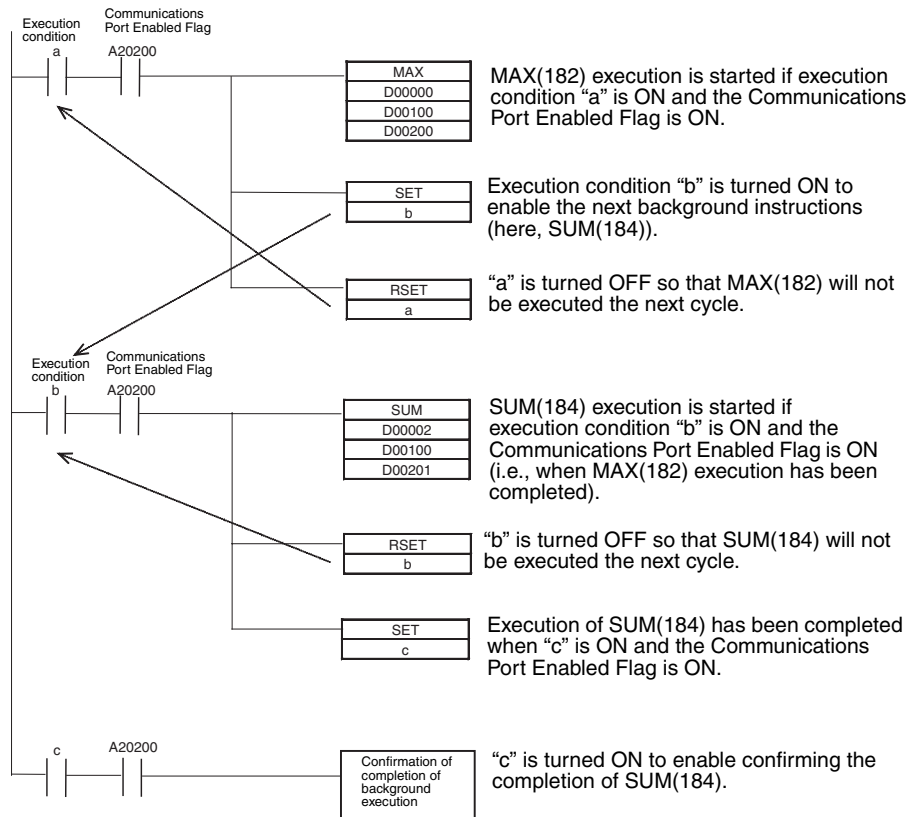 Execution
condition
a
Communications
Port Enabled Flag
A20200
MAX
D00000
D00100
D00200
MAX(182) execution is started if execution
condition “a” is ON and the Communications
Port Enabled Flag is ON.
SET
b
Execution condition “b” is turned ON to
enable the next background instructions
(here, SUM(184)).
RSET
a
“a” is turned OFF so that MAX(182) will not
be executed the next cycle.
Execution
condition
b
Communications
Port Enabled Flag
A20200
SUM
D00002
D00100
D00201
SUM(184) execution is started if
execution condition “b” is ON and the
Communications Port Enabled Flag is ON
(i.e., when MAX(182) execution has been
completed).
RSET
b
“b” is turned OFF so that SUM(184) will not
be executed the next cycle.
SET
c
Execution of SUM(184) has been completed
when “c” is ON and the Communications
Port Enabled Flag is ON.
c
A20200
Confirmation of
completion of
background
execution
“c” is turned ON to enable confirming the
completion of SUM(184).